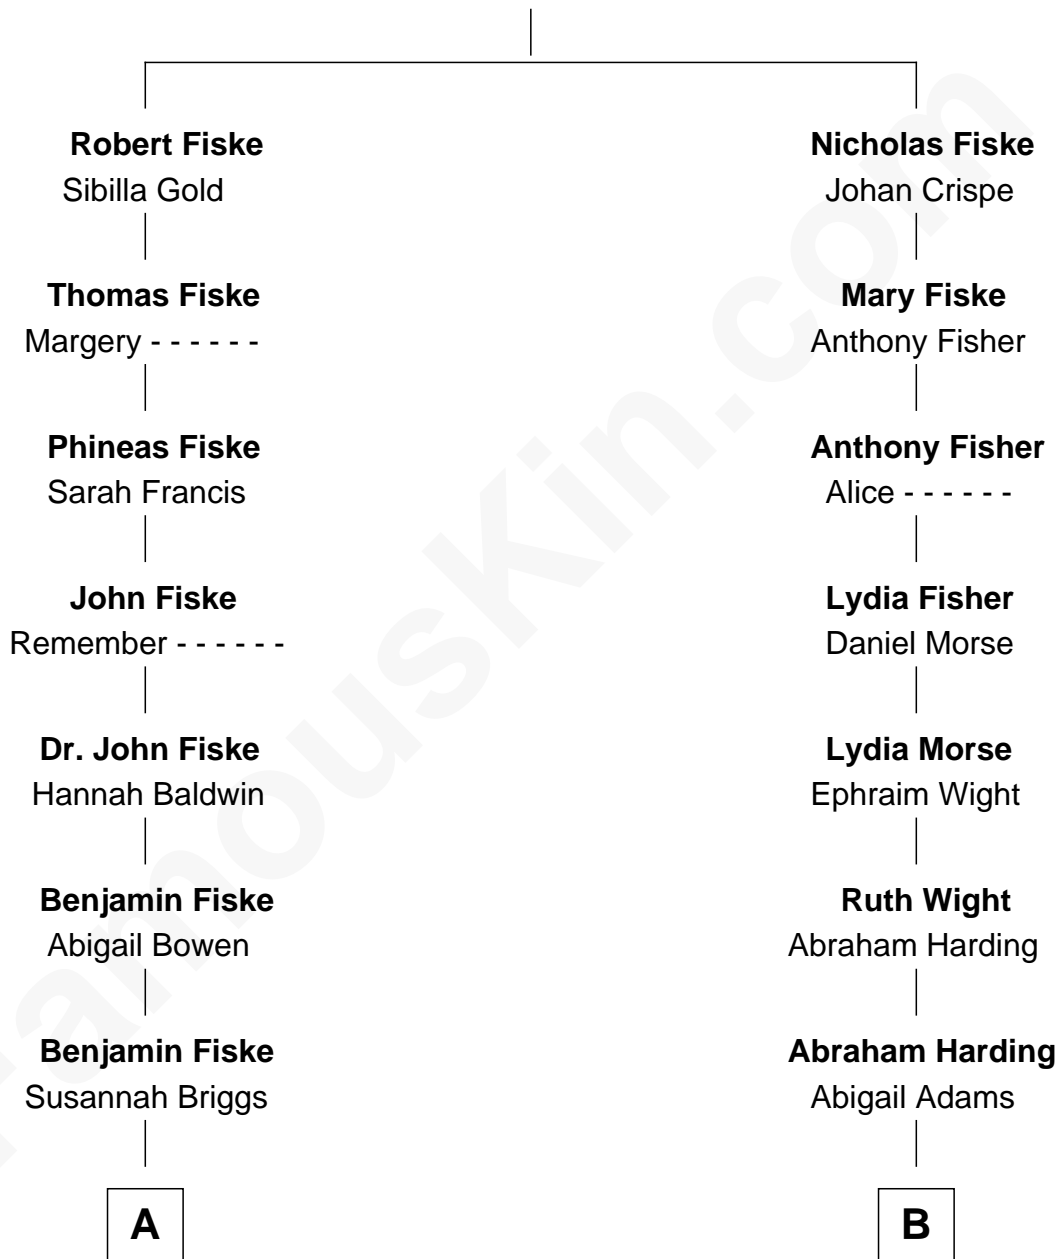 Robert Fiske
Sibilla Gold
Thomas Fiske
Margery - - - - - -
Phineas Fiske
Sarah Francis
John Fiske
Remember - - - - - -
Dr. John Fiske
Hannah Baldwin
Benjamin Fiske
Abigail Bowen
Benjamin Fiske
Susannah Briggs
A
Nicholas Fiske
Johan Crispe
Mary Fiske
Anthony Fisher
Anthony Fisher
Alice - - - - - -
Lydia Fisher
Daniel Morse
Lydia Morse
Ephraim Wight
Ruth Wight
Abraham Harding
Abraham Harding
Abigail Adams
B
FamousKin.com